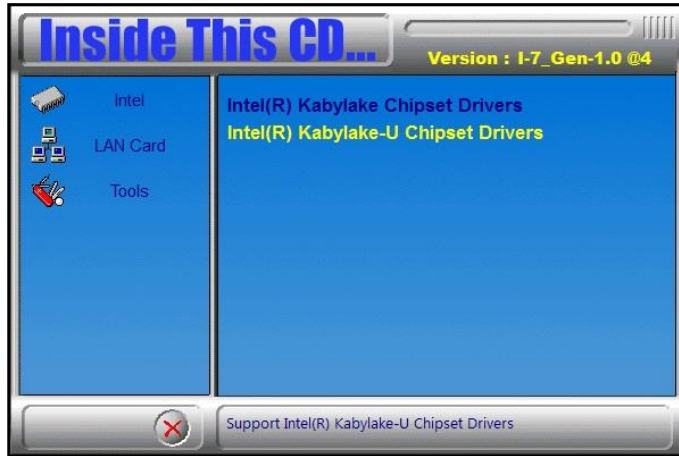 Inside This CD...
Version : I-7_Gen-1.0 @4
Intel
LAN Card
Tools
Intel(R) Kabylake Chipset Drivers
Intel(R) Kabylake-U Chipset Drivers
Support Intel(R) Kabylake-U Chipset Drivers